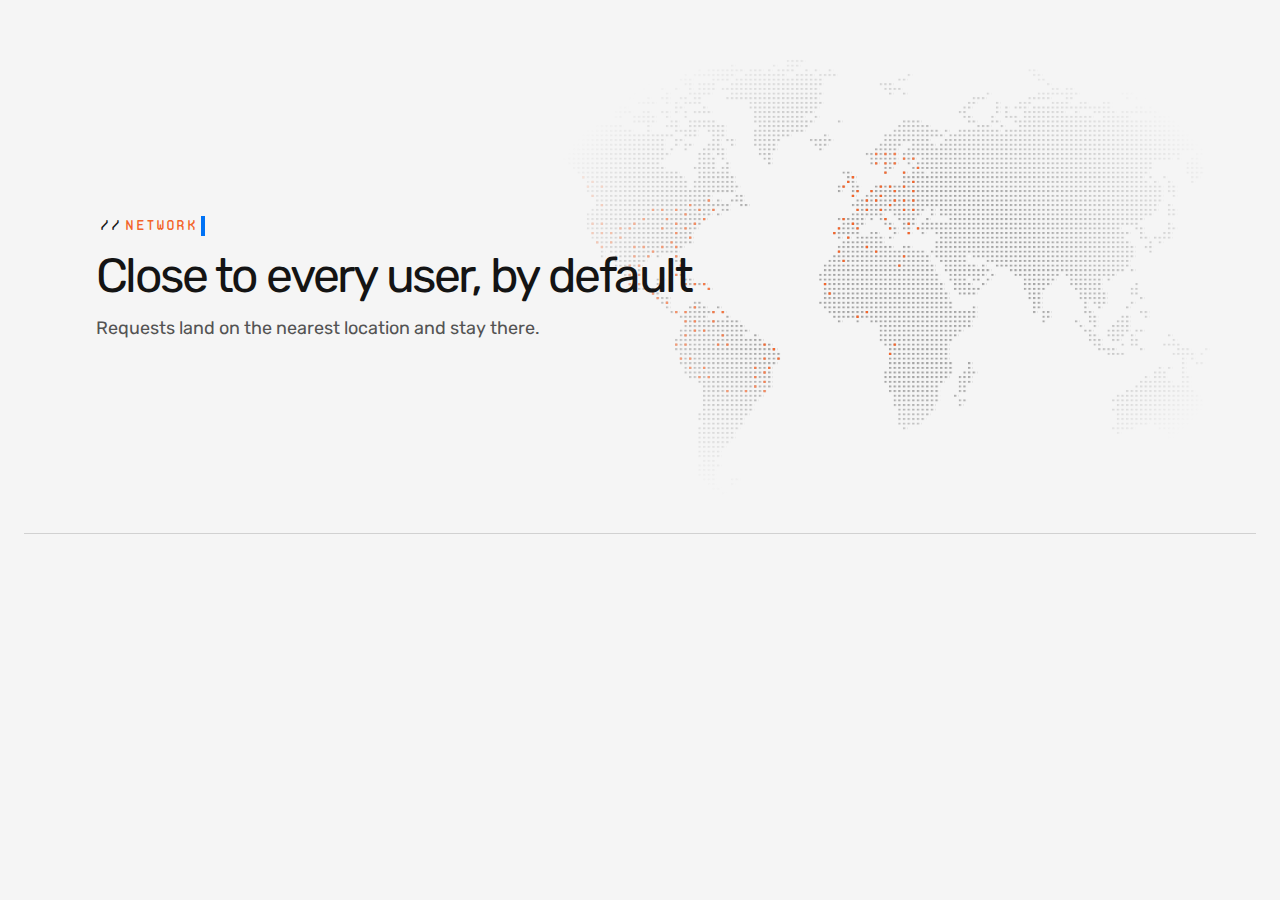 // NETWORK
Close to every user, by default
Requests land on the nearest location and stay there.